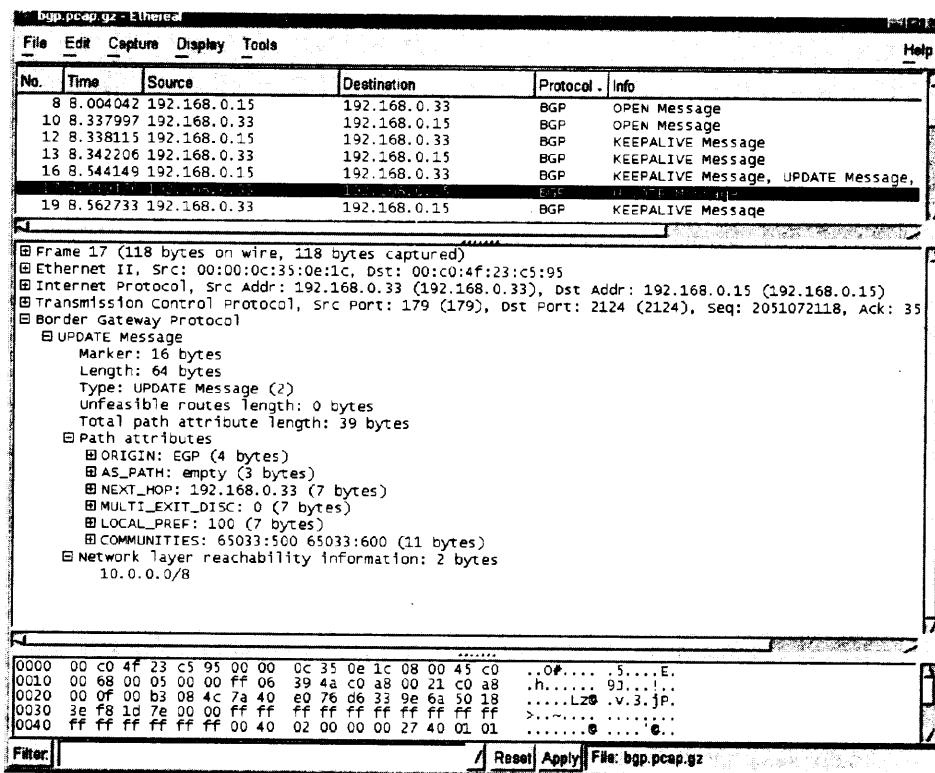 bgp.pcap.gz - Ethereal
File Edit Capture Display Tools Help
No. Time Source Destination Protocol . Info
8 8.004042 192.168.0.15 192.168.0.33 BGP OPEN Message
10 8.337997 192.168.0.33 192.168.0.15 BGP OPEN Message
12 8.338115 192.168.0.15 192.168.0.33 BGP KEEPALIVE Message
13 8.342206 192.168.0.33 192.168.0.15 BGP KEEPALIVE Message
16 8.544149 192.168.0.15 192.168.0.33 BGP KEEPALIVE Message, UPDATE Message,
19 8.562733 192.168.0.33 192.168.0.15 BGP KEEPALIVE Message
Frame 17 (118 bytes on wire, 118 bytes captured)
Ethernet II, Src: 00:00:0c:35:0e:1c, Dst: 00:c0:4f:23:c5:95
Internet Protocol, Src Addr: 192.168.0.33 (192.168.0.33), Dst Addr: 192.168.0.15 (192.168.0.15)
Transmission Control Protocol, Src Port: 179 (179), Dst Port: 2124 (2124), Seq: 2051072118, Ack: 35
Border Gateway Protocol
UPDATE Message
Marker: 16 bytes
Length: 64 bytes
Type: UPDATE Message (2)
Unfeasible routes length: 0 bytes
Total path attribute length: 39 bytes
Path attributes
ORIGIN: EGP (4 bytes)
AS_PATH: empty (3 bytes)
NEXT_HOP: 192.168.0.33 (7 bytes)
MULTI_EXIT_DISC: 0 (7 bytes)
LOCAL_PREF: 100 (7 bytes)
COMMUNITIES: 65033:500 65033:600 (11 bytes)
Network layer reachability information: 2 bytes
10.0.0.0/8
0000 00 c0 4f 23 c5 95 00 00 0c 35 0e 1c 08 00 45 c0 ..O#.... .5....E.
0010 00 68 00 05 00 00 ff 06 39 4a c0 a8 00 21 c0 a8 .h...... 9J...!..
0020 00 0f 00 b3 08 4c 7a 40 e0 76 d6 33 9e 6a 50 18 .....Lz@ .v.3.jP.
0030 3e f8 1d 7e 00 00 ff ff ff ff ff ff ff ff ff ff >..~.... ........
0040 ff ff ff ff ff ff 00 40 02 00 00 00 27 40 01 01 .......@ ....'@..
Filter: / Reset Apply File: bgp.pcap.gz